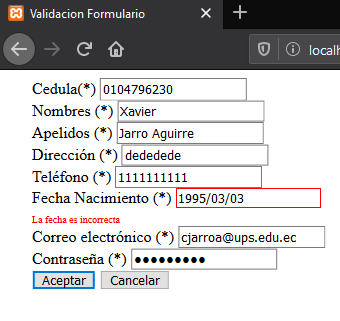 Validacion Formulario
localh
Cedula(*) 0104796230
Nombres (*) Xavier
Apelidos (*) Jarro Aguirre
Dirección (*) dededede
Teléfono (*) 1111111111
Fecha Nacimiento (*) 1995/03/03
La fecha es incorrecta
Correo electrónico (*) cjarroa@ups.edu.ec
Contraseña (*) ●●●●●●●●●
Aceptar Cancelar